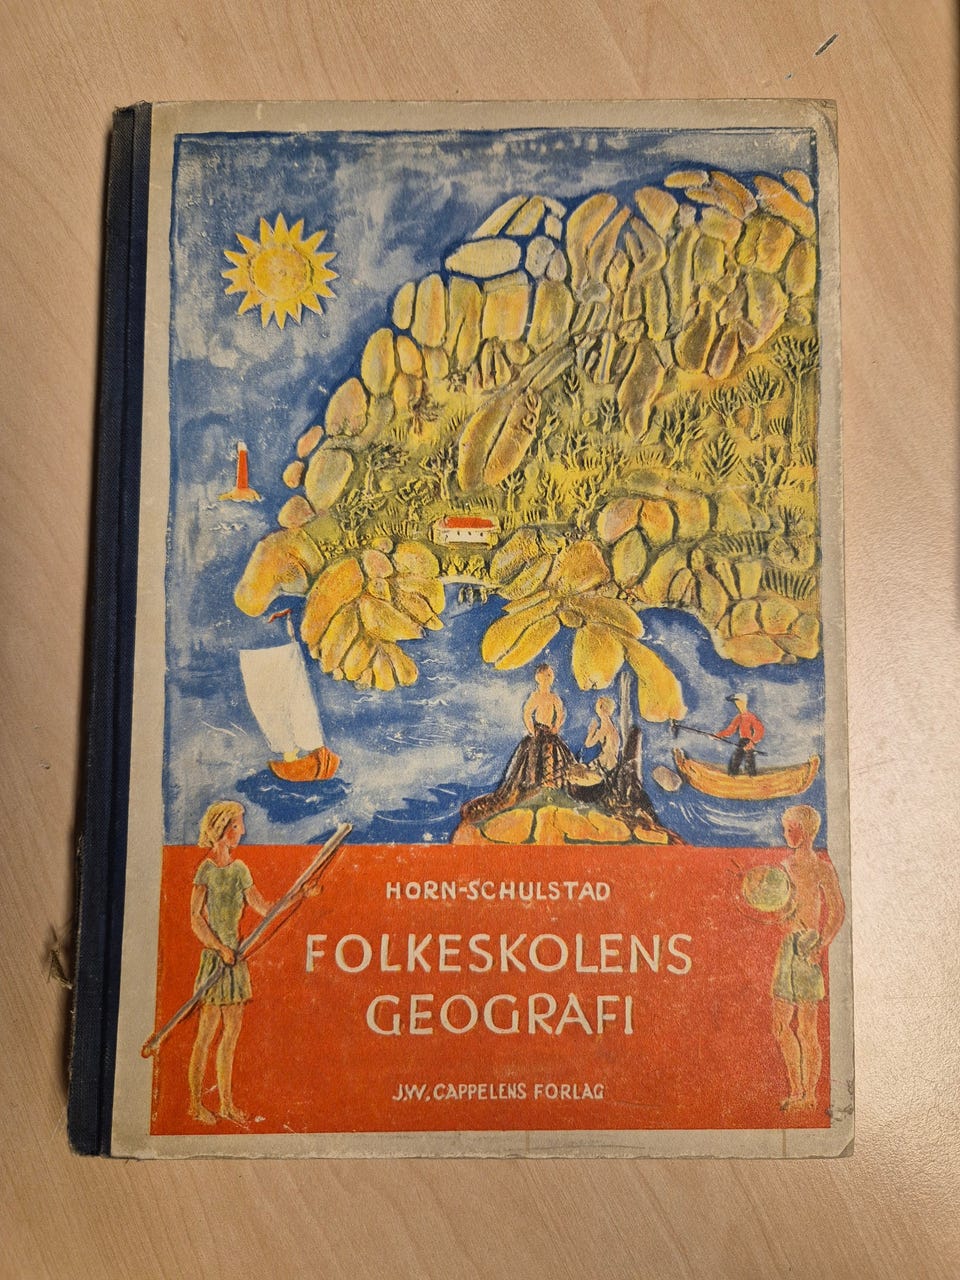 HORN-SCHULSTAD
FOLKESKOLENS
GEOGRAFI
J.W. CAPPELENS FORLAG